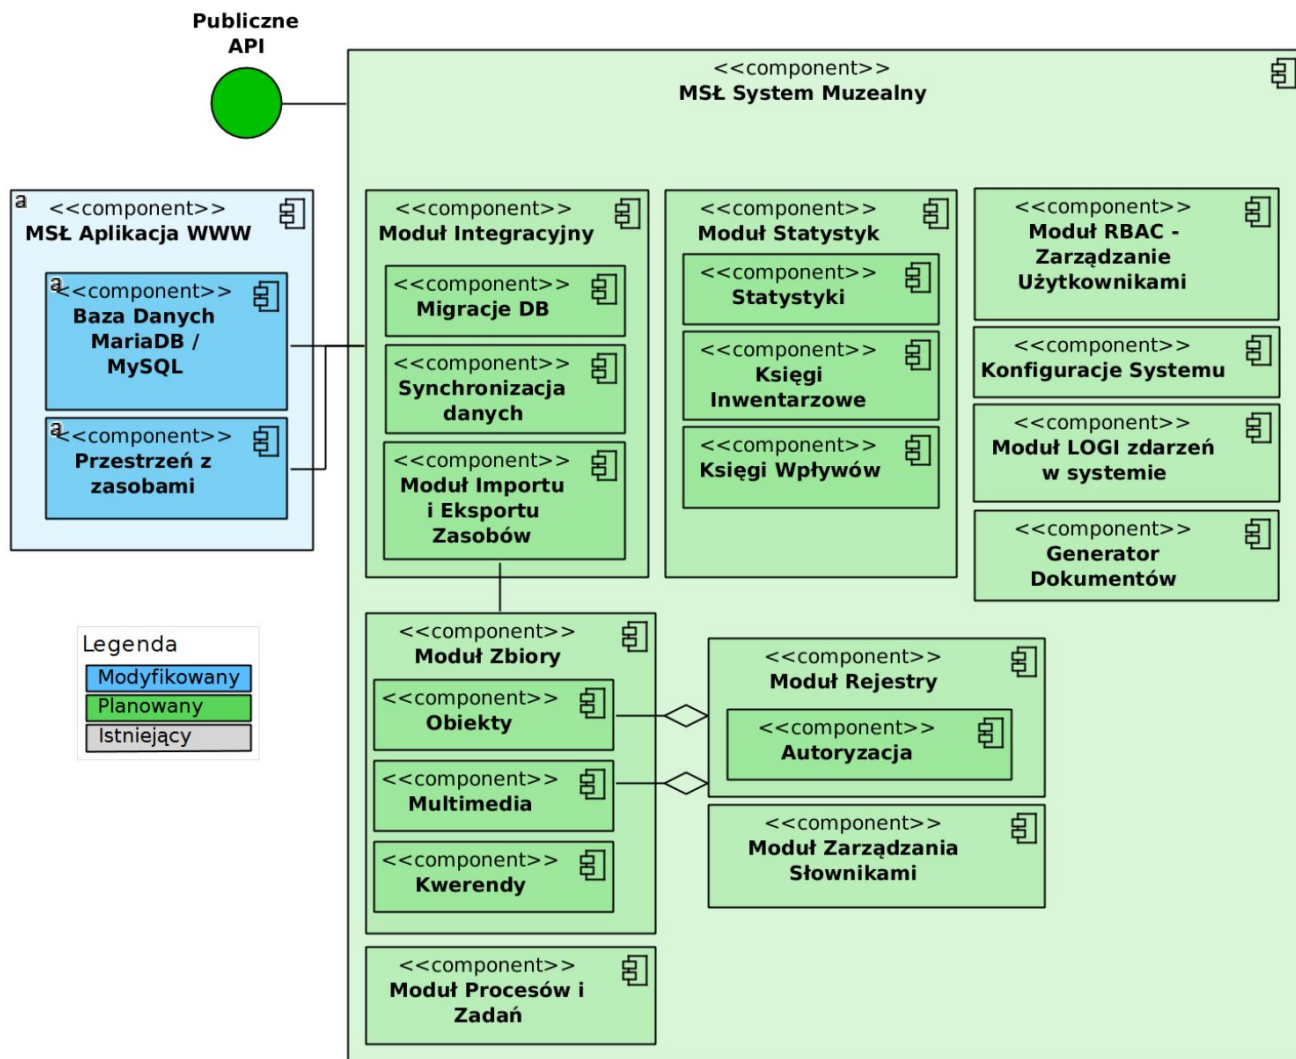 Publiczne
API
<<component>>
MSŁ System Muzealny
a
<<component>>
MSŁ Aplikacja WWW
a
<<component>>
Baza Danych
MariaDB /
MySQL
a
<<component>>
Przestrzeń z
zasobami
<<component>>
Moduł Integracyjny
<<component>>
Migracje DB
<<component>>
Synchronizacja
danych
<<component>>
Moduł Importu
i Eksportu
Zasobów
<<component>>
Moduł Statystyk
<<component>>
Statystyki
<<component>>
Księgi
Inwentarzowe
<<component>>
Księgi Wpływów
<<component>>
Moduł RBAC -
Zarządzanie
Użytkownikami
<<component>>
Konfiguracje Systemu
<<component>>
Moduł LOGI zdarzeń
w systemie
<<component>>
Generator
Dokumentów
Legenda
Modyfikowany
Planowany
Istniejący
<<component>>
Moduł Zbiory
<<component>>
Obiekty
<<component>>
Multimedia
<<component>>
Kwerendy
<<component>>
Moduł Rejestry
<<component>>
Autoryzacja
<<component>>
Moduł Zarządzania
Słownikami
<<component>>
Moduł Procesów i
Zadań